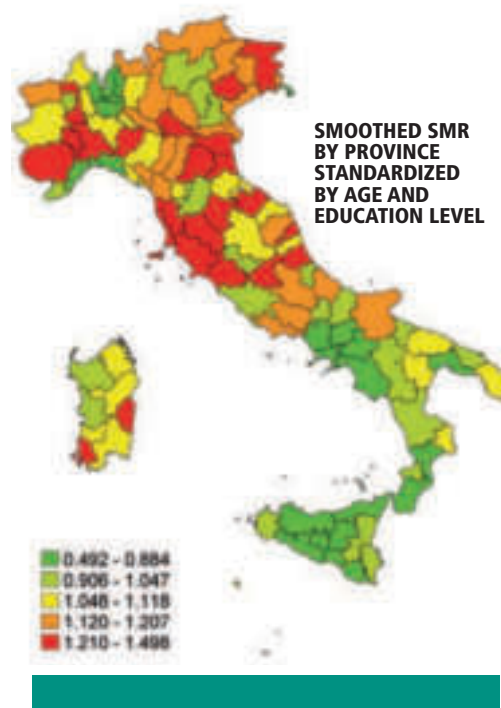 SMOOTHED SMR
BY PROVINCE
STANDARDIZED
BY AGE AND
EDUCATION LEVEL
0.492 - 0.884
0.906 - 1.047
1.048 - 1.118
1.120 - 1.207
1.210 - 1.498